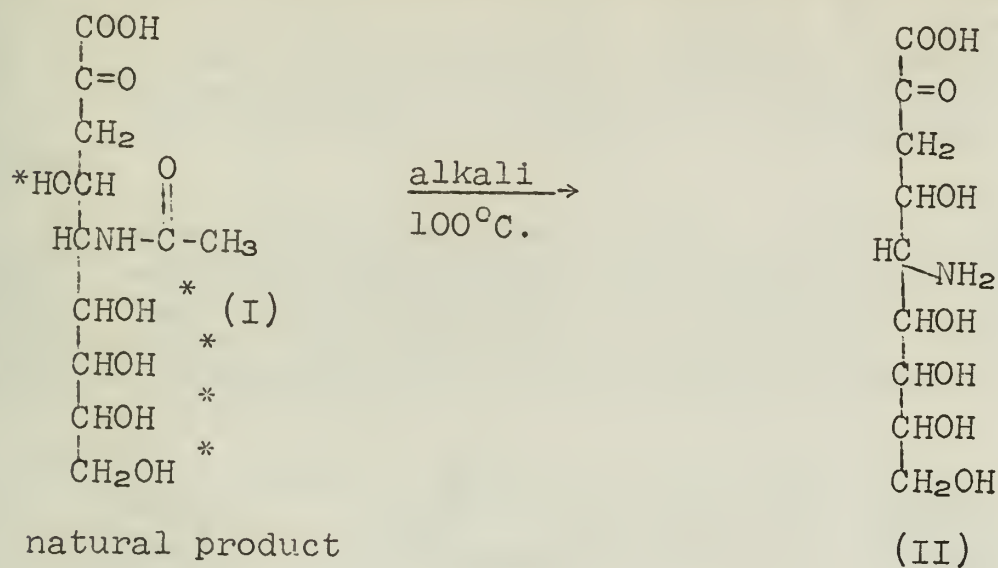 COOH
C=O
CH₂
*HOCH
O
HCNH-C-CH₃
CHOH * (I)
CHOH *
CHOH *
CH₂OH *
natural product
alkali
100°C.
COOH
C=O
CH₂
CHOH
HC
NH₂
CHOH
CHOH
CHOH
CH₂OH
(II)